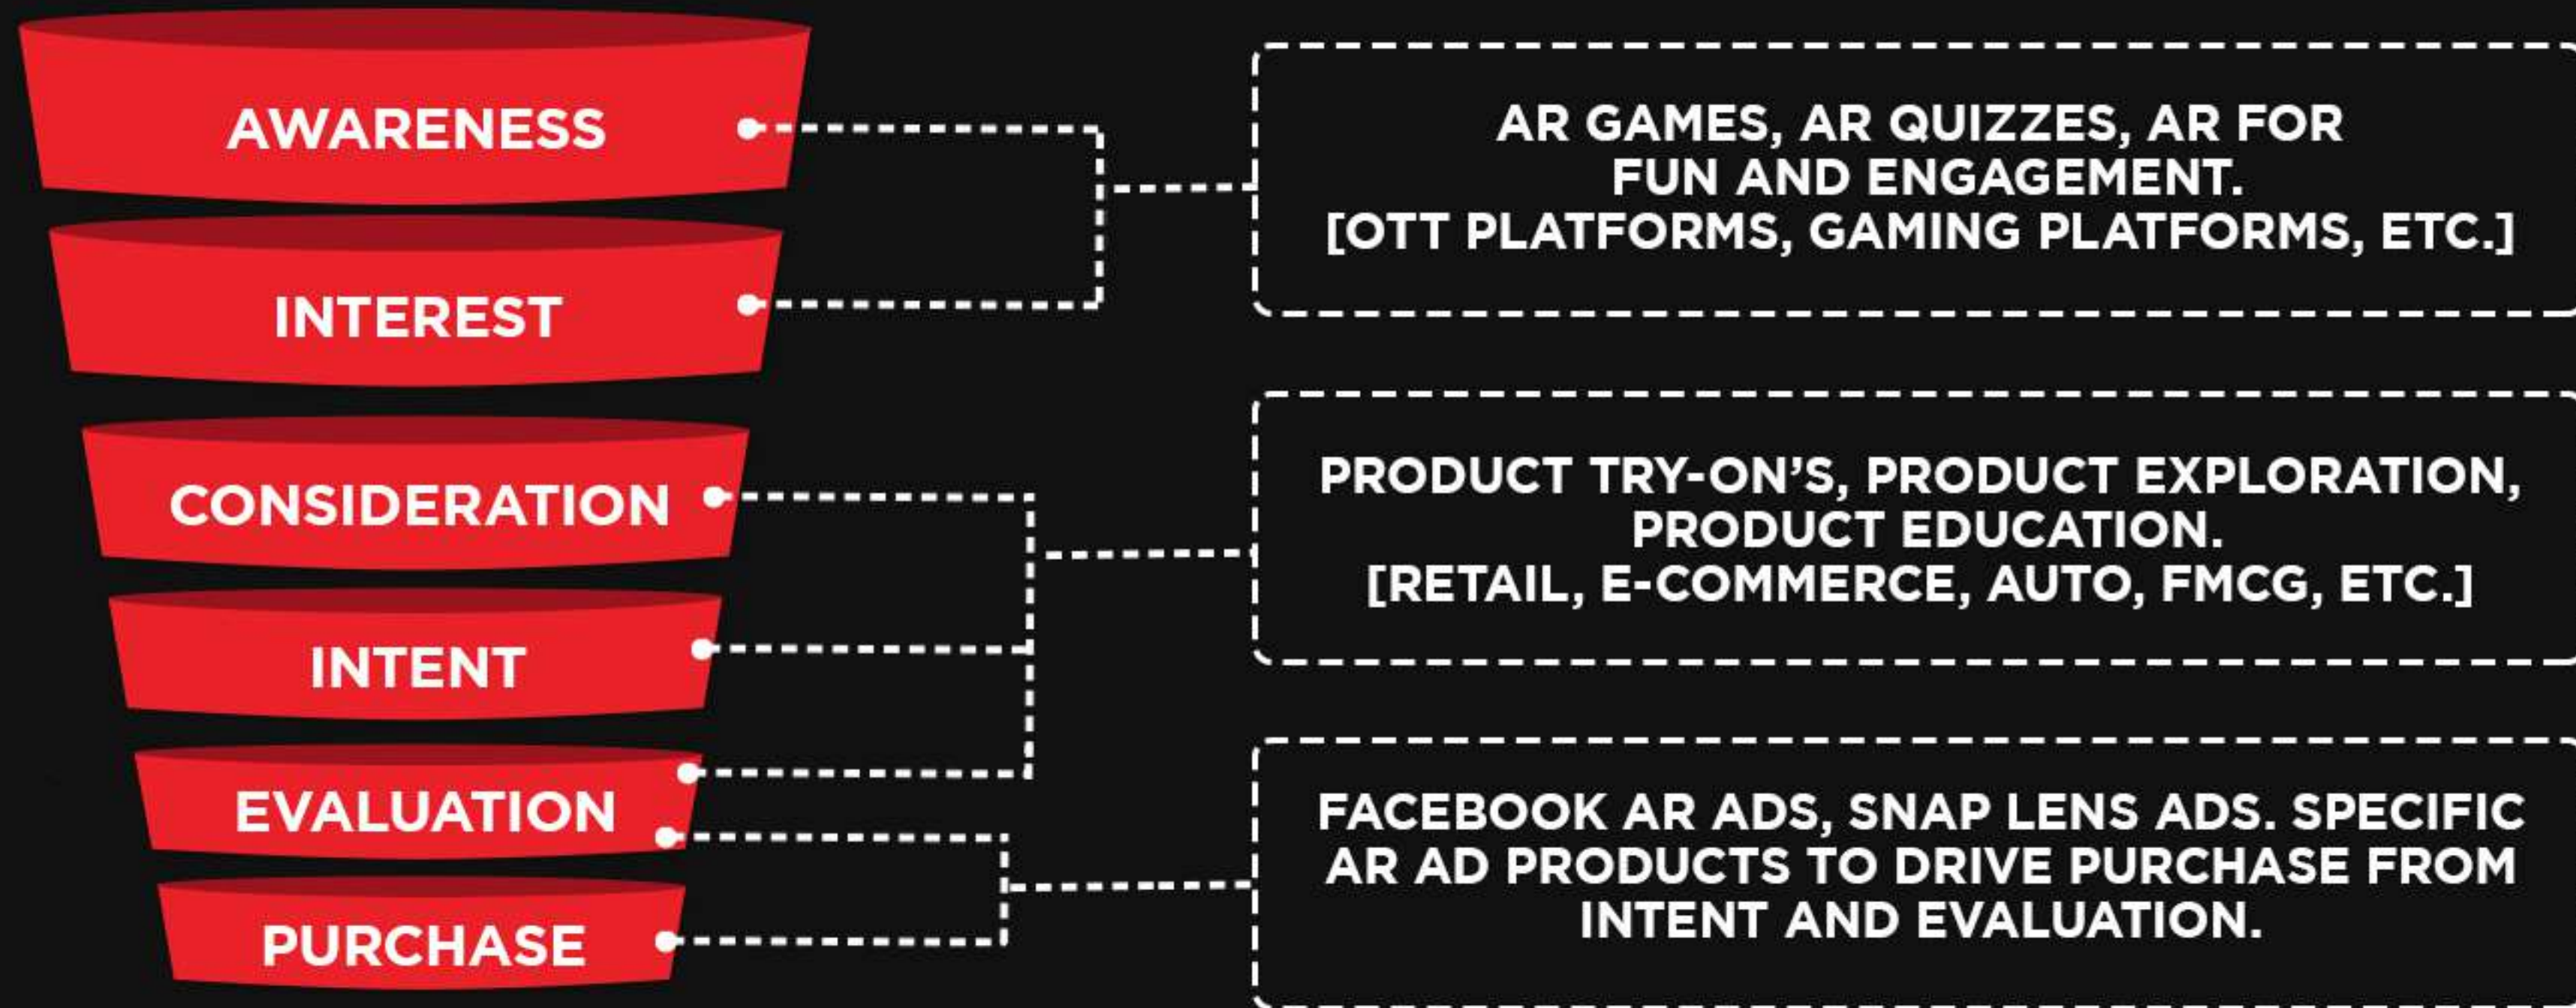 AWARENESS
INTEREST
CONSIDERATION
INTENT
EVALUATION
PURCHASE
AR GAMES, AR QUIZZES, AR FOR
FUN AND ENGAGEMENT.
[OTT PLATFORMS, GAMING PLATFORMS, ETC.]
PRODUCT TRY-ON'S, PRODUCT EXPLORATION,
PRODUCT EDUCATION.
[RETAIL, E-COMMERCE, AUTO, FMCG, ETC.]
FACEBOOK AR ADS, SNAP LENS ADS. SPECIFIC
AR AD PRODUCTS TO DRIVE PURCHASE FROM
INTENT AND EVALUATION.